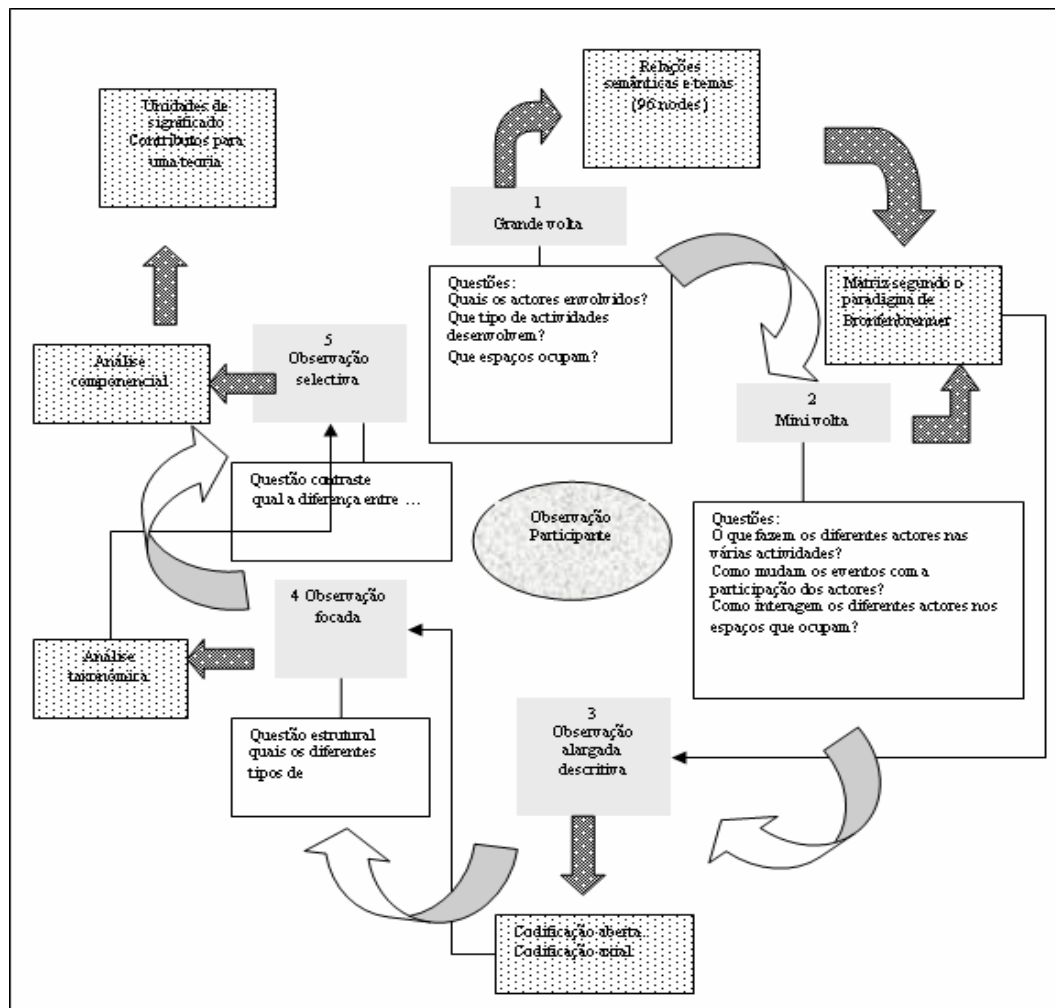 Relações
semânticas e temas
(96 nodes)
Unidades de
significado
Contributos para
uma teoria
1
Grande volta
Questões:
Quais os actores envolvidos?
Que tipo de actividades
desenvolvem?
Que espaços ocupam?
Matriz segundo o
paradigma de
Bronfenbrenner
5
Observação
selectiva
Análise
componencial
2
Mini volta
Questão contraste
qual a diferença entre …
Observação
Participante
Questões:
O que fazem os diferentes actores nas
várias actividades?
Como mudam os eventos com a
participação dos actores?
Como interagem os diferentes actores nos
espaços que ocupam?
4 Observação
focada
Análise
taxonómica
3
Observação
alargada
descritiva
Questão estrutural
quais os diferentes
tipos de
Codificação aberta
Codificação axial